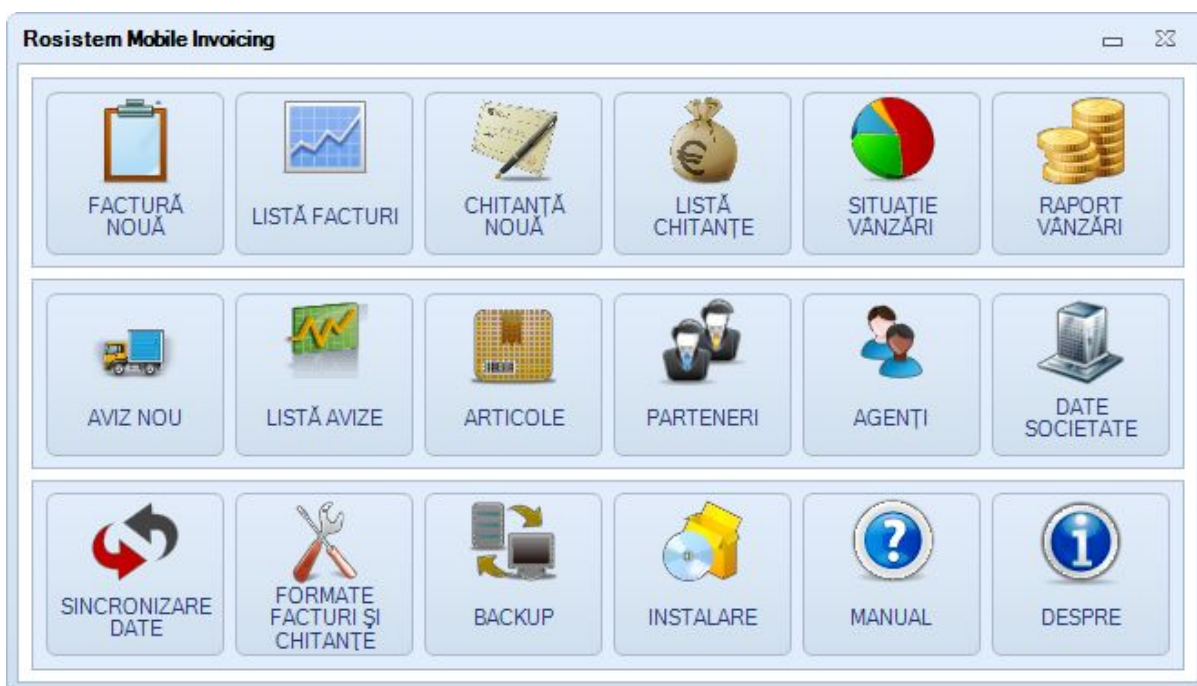 Rosistem Mobile Invoicing
FACTURĂ
NOUĂ
LISTĂ FACTURI
CHITANȚĂ
NOUĂ
LISTĂ
CHITANȚE
SITUAȚIE
VÂNZĂRI
RAPORT
VÂNZĂRI
AVIZ NOU
LISTĂ AVIZE
ARTICOLE
PARTENERI
AGENȚI
DATE
SOCIETATE
SINCRONIZARE
DATE
FORMATE
FACTURI ŞI
CHITANȚE
BACKUP
INSTALARE
MANUAL
DESPRE